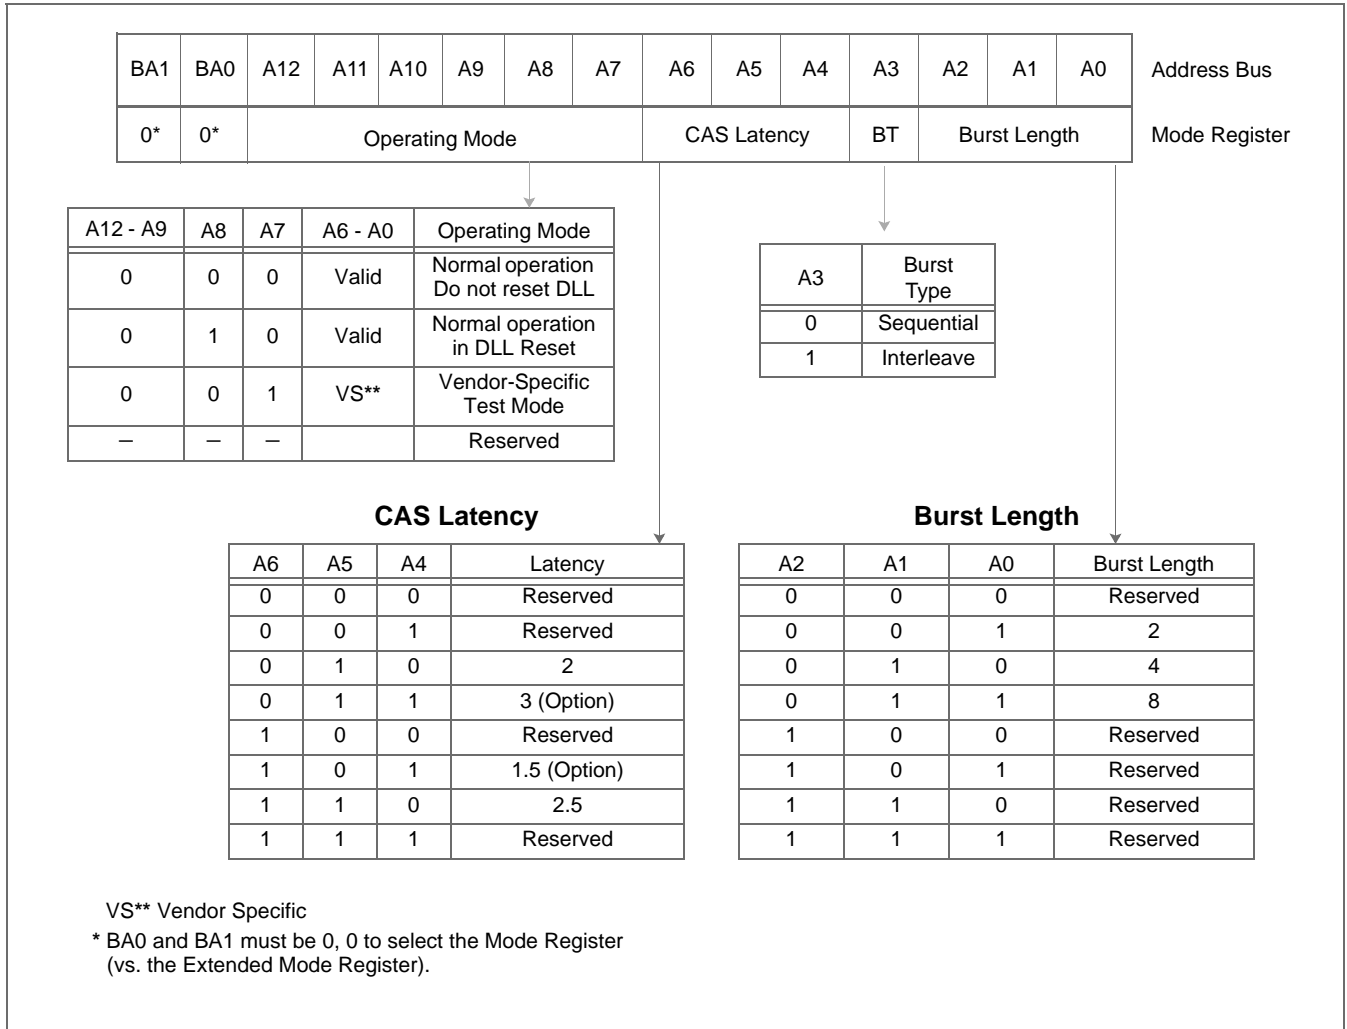 BA1 BA0 A12 A11 A10 A9 A8 A7 A6 A5 A4 A3 A2 A1 A0 Address Bus
0* 0* Operating Mode CAS Latency BT Burst Length Mode Register
A12 - A9 A8 A7 A6 - A0 Operating Mode
0 0 0 Valid Normal operation
Do not reset DLL
0 1 0 Valid Normal operation
in DLL Reset
0 0 1 VS** Vendor-Specific
Test Mode
– – – Reserved
A3 Burst
Type
0 Sequential
1 Interleave
CAS Latency
A6 A5 A4 Latency
0 0 0 Reserved
0 0 1 Reserved
0 1 0 2
0 1 1 3 (Option)
1 0 0 Reserved
1 0 1 1.5 (Option)
1 1 0 2.5
1 1 1 Reserved
Burst Length
A2 A1 A0 Burst Length
0 0 0 Reserved
0 0 1 2
0 1 0 4
0 1 1 8
1 0 0 Reserved
1 0 1 Reserved
1 1 0 Reserved
1 1 1 Reserved
VS** Vendor Specific
* BA0 and BA1 must be 0, 0 to select the Mode Register
(vs. the Extended Mode Register).